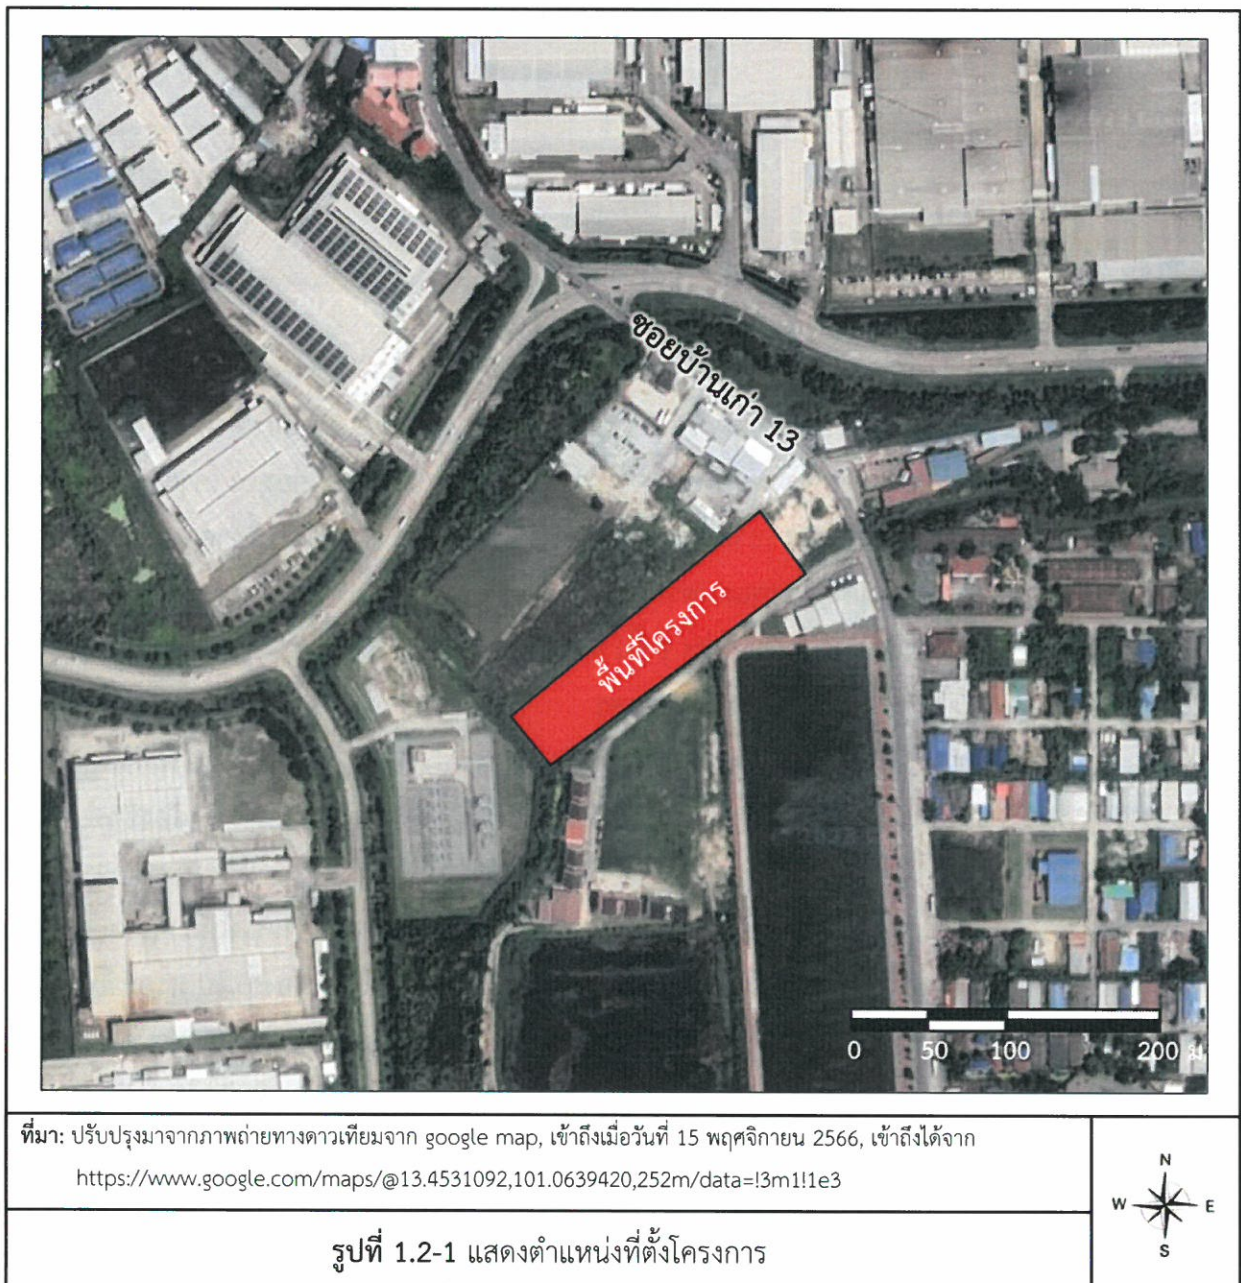 ซอยบ้านเก่า 13
พื้นที่โครงการ
0 50 100 200 ม
ที่มา: ปรับปรุงมาจากภาพถ่ายทางดาวเทียมจาก google map, เข้าถึงเมื่อวันที่ 15 พฤศจิกายน 2566, เข้าถึงได้จาก
https://www.google.com/maps/@13.4531092,101.0639420,252m/data=!3m1!1e3
N
W E
S
รูปที่ 1.2-1 แสดงตำแหน่งที่ตั้งโครงการ